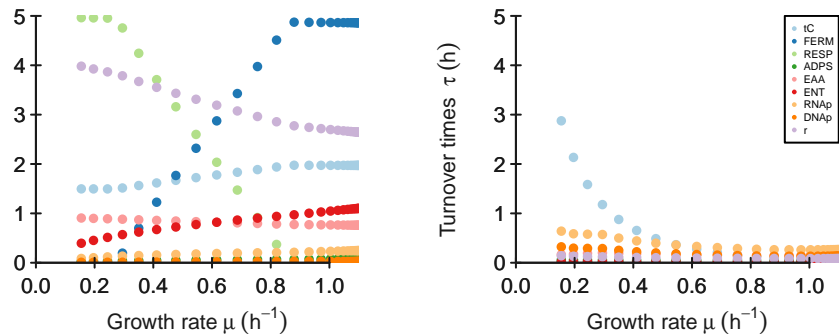 5
4
3
2
1
0
0.0 0.2 0.4 0.6 0.8 1.0
Growth rate μ (h⁻¹)
Turnover times τ (h)
5
4
3
2
1
0
0.0 0.2 0.4 0.6 0.8 1.0
Growth rate μ (h⁻¹)
tC
FERM
RESP
ADPS
EAA
ENT
RNAp
DNAp
r